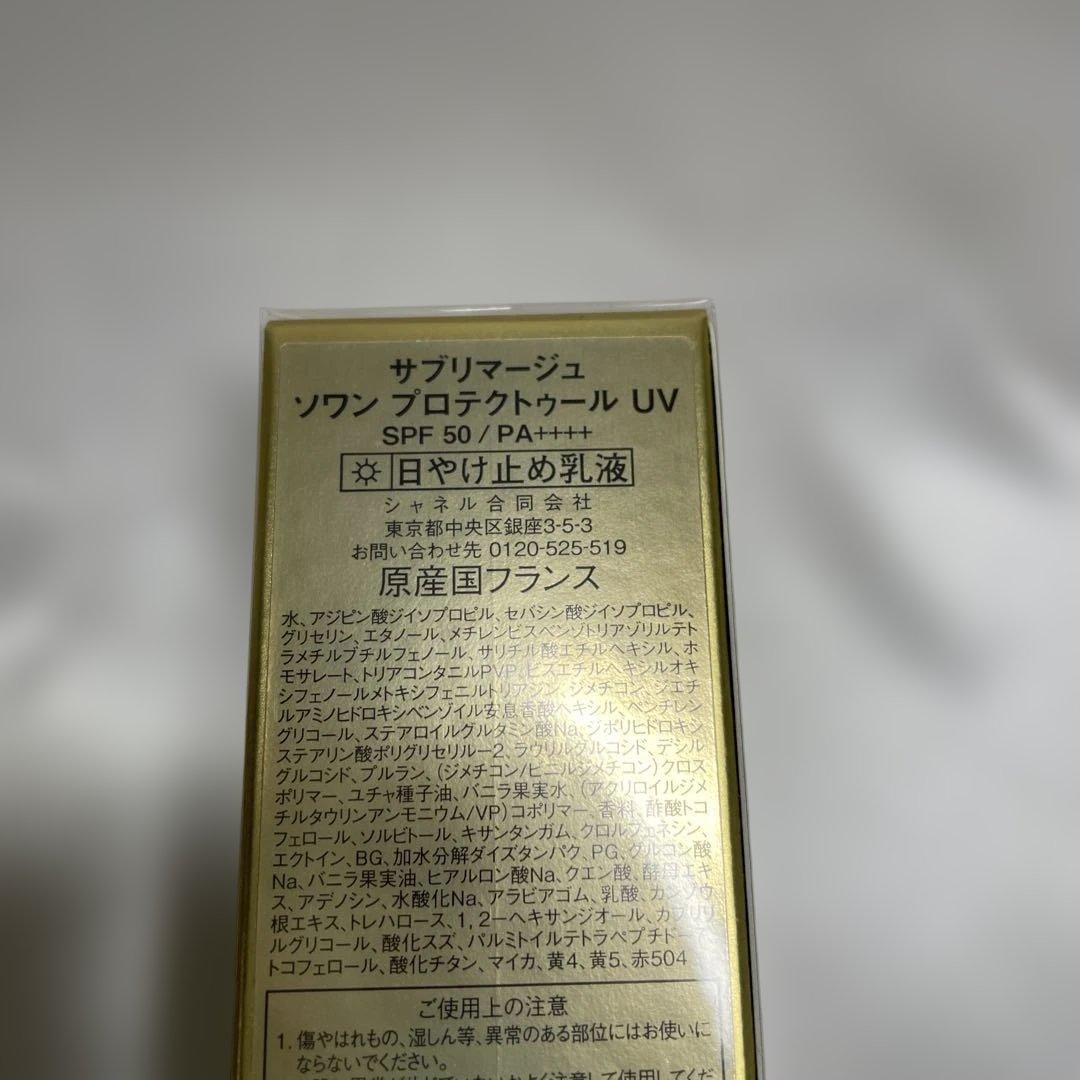 サブリマージュ
ソワン プロテクトゥール UV
SPF 50 / PA++++
日やけ止め乳液
シャネル合同会社
東京都中央区銀座3-5-3
お問い合わせ先 0120-525-519
原産国フランス
水、アジピン酸ジイソプロピル、セバシン酸ジイソプロピル、
グリセリン、エタノール、メチレンビスベンゾトリアゾリルテト
ラメチルブチルフェノール、サリチル酸エチルヘキシル、ホ
モサレート、トリアコンタニルPVP、ビスエチルヘキシルオキ
シフェノールメトキシフェニルトリアジン、ジメチコン、ジエチ
ルアミノヒドロキシベンゾイル安息香酸ヘキシル、ペンチレン
グリコール、ステアロイルグルタミン酸Na、ジポリヒドロキシ
ステアリン酸ポリグリセリル-2、ラウリルグルコシド、デシル
グルコシド、プルラン、(ジメチコン/ビニルジメチコン)クロス
ポリマー、ユチャ種子油、バニラ果実水、(アクリロイルジメ
チルタウリンアンモニウム/VP)コポリマー、香料、酢酸トコ
フェロール、ソルビトール、キサンタンガム、クロルフェネシン、
エクトイン、BG、加水分解ダイズタンパク、PG、グルコン酸
Na、バニラ果実油、ヒアルロン酸Na、クエン酸、酵母エキ
ス、アデノシン、水酸化Na、アラビアゴム、乳酸、カンゾウ
根エキス、トレハロース、1,2-ヘキサンジオール、カプリリ
ルグリコール、酸化スズ、パルミトイルテトラペプチド-7、
トコフェロール、酸化チタン、マイカ、黄4、黄5、赤504
ご使用上の注意
1. 傷やはれもの、湿しん等、異常のある部位にはお使いに
ならないでください。